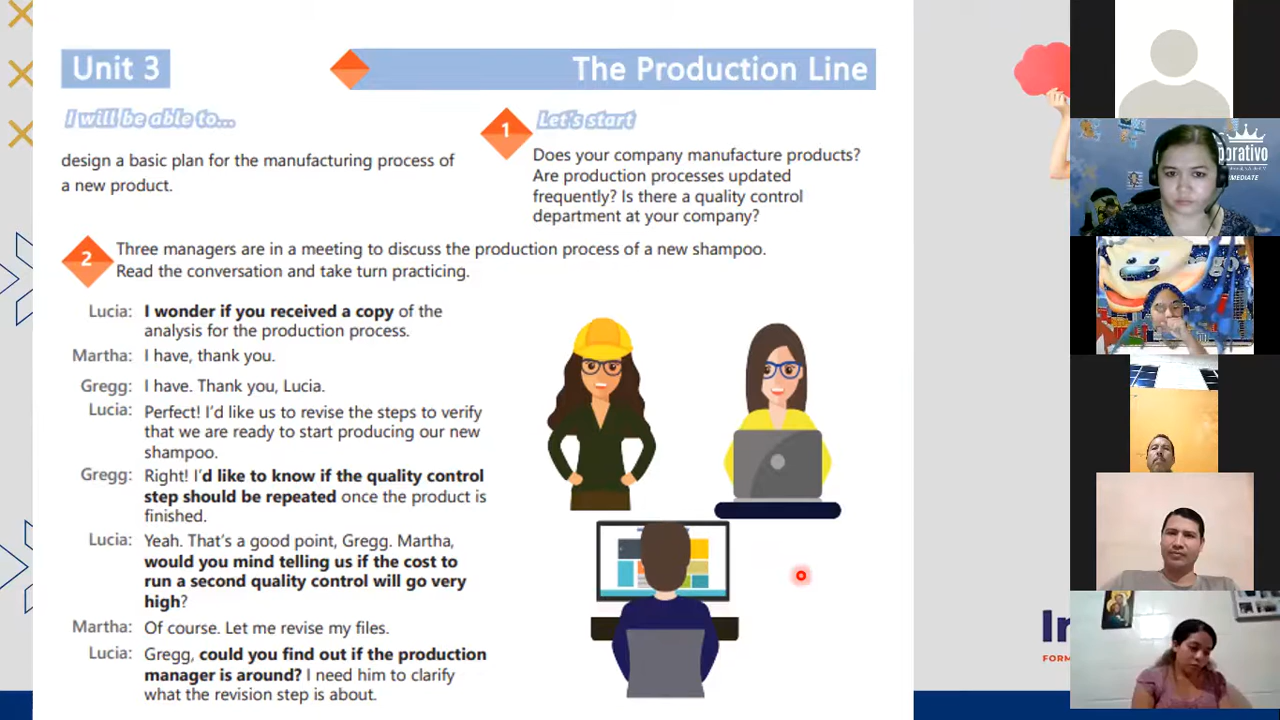 Unit 3
The Production Line
I will be able to...
design a basic plan for the manufacturing process of
a new product.
1
Let's start
Does your company manufacture products?
Are production processes updated
frequently? Is there a quality control
department at your company?
2
Three managers are in a meeting to discuss the production process of a new shampoo.
Read the conversation and take turn practicing.
Lucia: I wonder if you received a copy of the
analysis for the production process.
Martha: I have, thank you.
Gregg: I have. Thank you, Lucia.
Lucia: Perfect! I'd like us to revise the steps to verify
that we are ready to start producing our new
shampoo.
Gregg: Right! I'd like to know if the quality control
step should be repeated once the product is
finished.
Lucia: Yeah. That's a good point, Gregg. Martha,
would you mind telling us if the cost to
run a second quality control will go very
high?
Martha: Of course. Let me revise my files.
Lucia: Gregg, could you find out if the production
manager is around? I need him to clarify
what the revision step is about.
In
FORM
porativo
MEDIATE
go